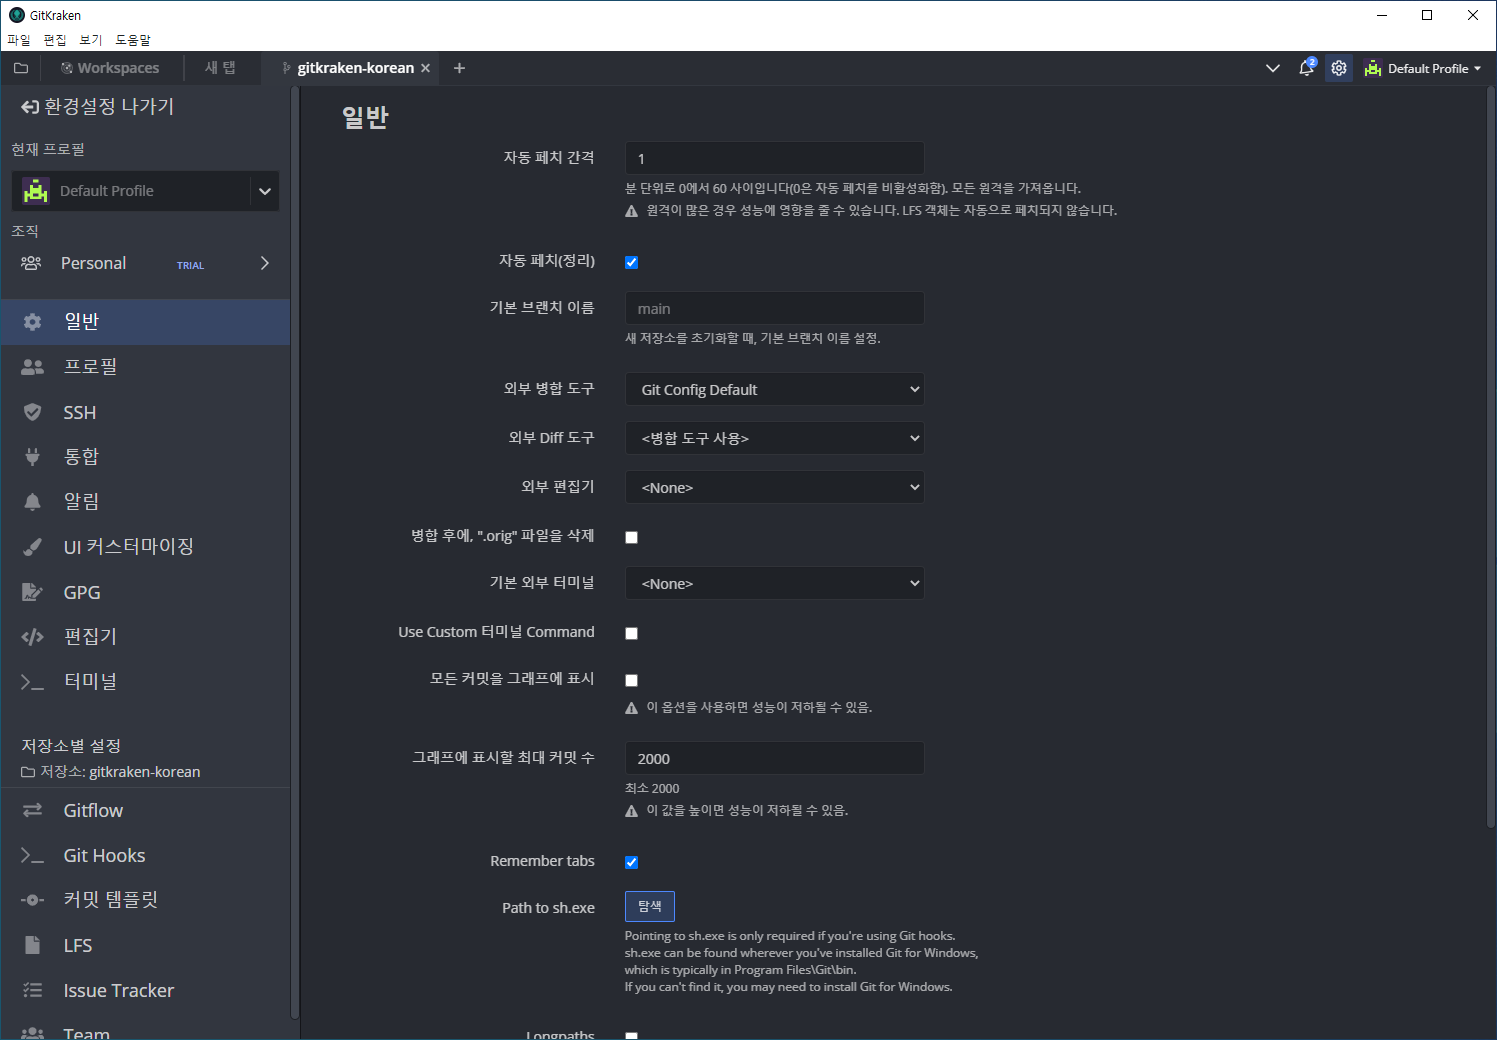 GitKraken
파일 편집 보기 도움말
Workspaces 새 탭 gitkraken-korean 2 Default Profile
환경설정 나가기
현재 프로필
Default Profile
조직
Personal TRIAL
일반
프로필
SSH
통합
알림
UI 커스터마이징
GPG
편집기
터미널
저장소별 설정
저장소: gitkraken-korean
Gitflow
Git Hooks
커밋 템플릿
LFS
Issue Tracker
Team
일반
자동 페치 간격 1
분 단위로 0에서 60 사이입니다(0은 자동 페치를 비활성화함). 모든 원격을 가져옵니다.
원격이 많은 경우 성능에 영향을 줄 수 있습니다. LFS 객체는 자동으로 페치되지 않습니다.
자동 페치(정리)
기본 브랜치 이름 main
새 저장소를 초기화할 때, 기본 브랜치 이름 설정.
외부 병합 도구 Git Config Default
외부 Diff 도구 <병합 도구 사용>
외부 편집기 <None>
병합 후에, ".orig" 파일을 삭제
기본 외부 터미널 <None>
Use Custom 터미널 Command
모든 커밋을 그래프에 표시
이 옵션을 사용하면 성능이 저하될 수 있음.
그래프에 표시할 최대 커밋 수 2000
최소 2000
이 값을 높이면 성능이 저하될 수 있음.
Remember tabs
Path to sh.exe 탐색
Pointing to sh.exe is only required if you're using Git hooks.
sh.exe can be found wherever you've installed Git for Windows,
which is typically in Program Files\Git\bin.
If you can't find it, you may need to install Git for Windows.
Longpaths